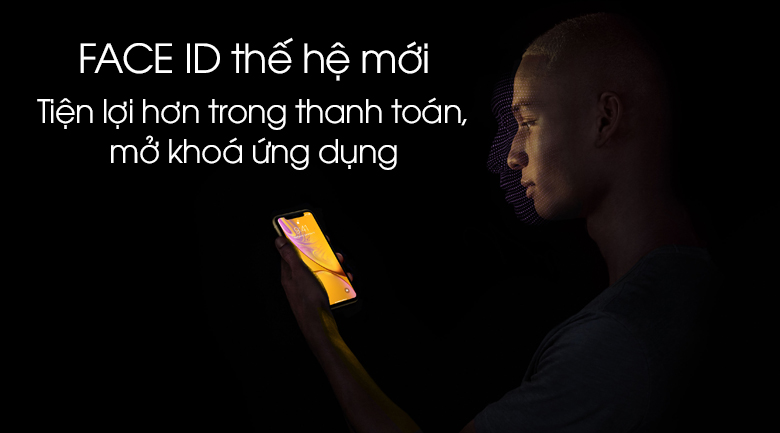 FACE ID thế hệ mới
Tiện lợi hơn trong thanh toán,
mở khoá ứng dụng